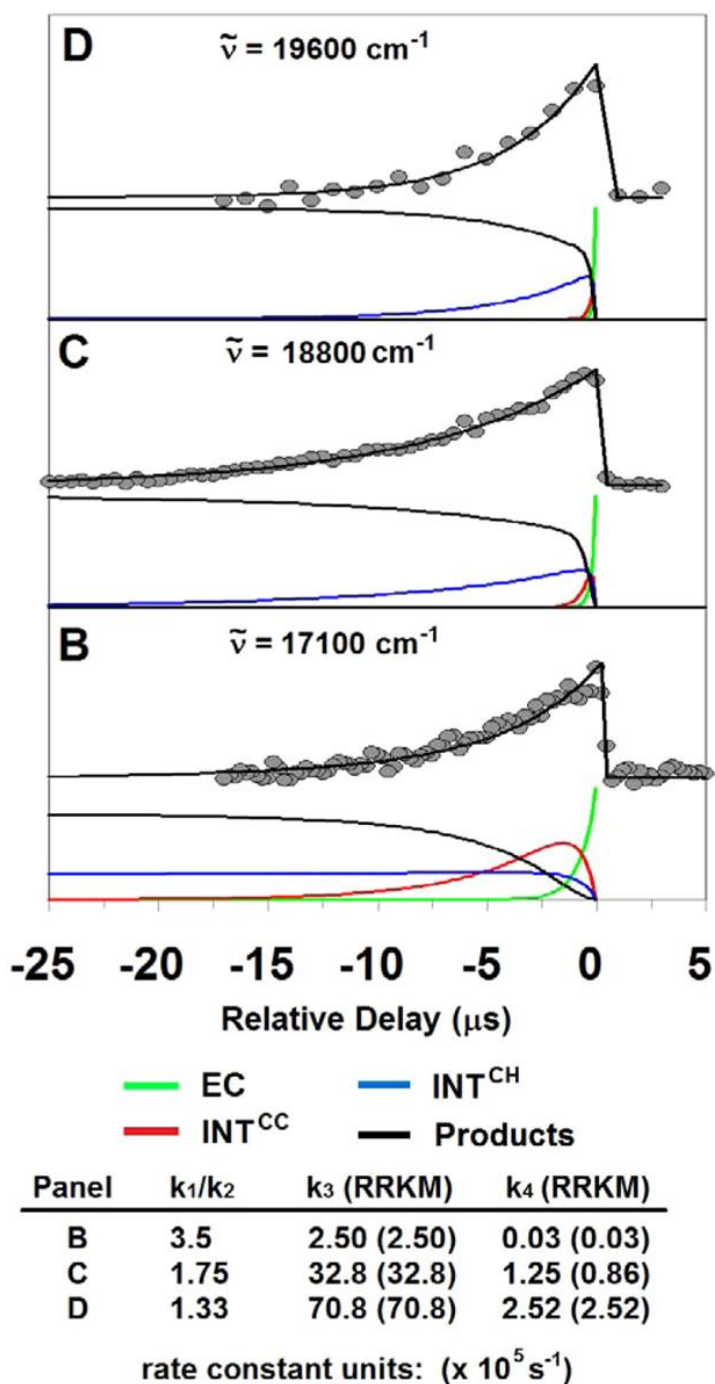 D
ν̃ = 19600 cm⁻¹
C
ν̃ = 18800 cm⁻¹
B
ν̃ = 17100 cm⁻¹
-25 -20 -15 -10 -5 0 5
Relative Delay (μs)
EC INT^CH
INT^CC Products
Panel k₁/k₂ k₃ (RRKM) k₄ (RRKM)
B 3.5 2.50 (2.50) 0.03 (0.03)
C 1.75 32.8 (32.8) 1.25 (0.86)
D 1.33 70.8 (70.8) 2.52 (2.52)
rate constant units: (x 10⁵ s⁻¹)